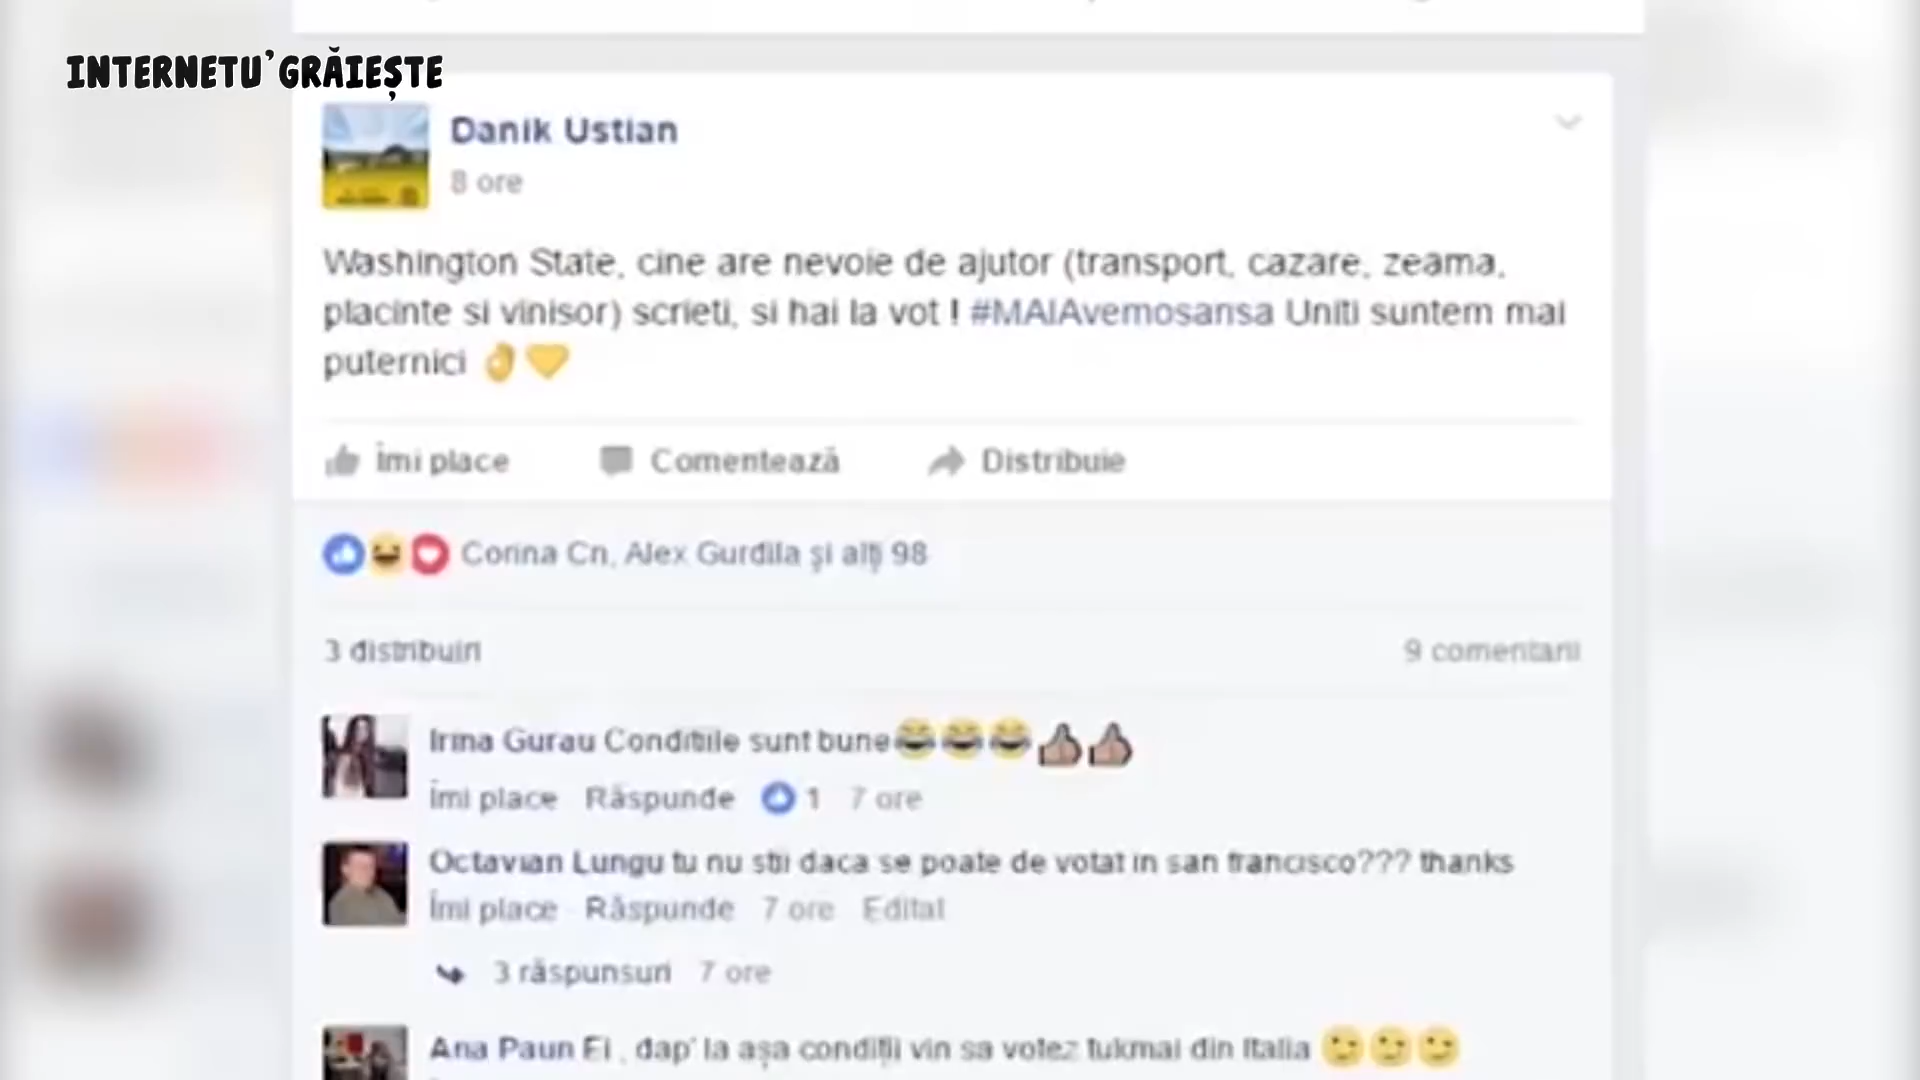 INTERNETU'GRĂIEȘTE
Danik Ustian
8 ore
Washington State, cine are nevoie de ajutor (transport, cazare, zeama,
placinte si vinisor) scrieti, si hai la vot ! #MAIAvemosansa Uniti suntem mai
puternici 👌💛
Îmi place Comentează Distribuie
Corina Cn, Alex Gurdila și alți 98
3 distribuiri 9 comentarii
Irina Gurau Conditiile sunt bune😂😂😂👍👍
Îmi place Răspunde 1 7 ore
Octavian Lungu tu nu stii daca se poate de votat in san francisco??? thanks
Îmi place · Răspunde 7 ore Editat
3 răspunsuri 7 ore
Ana Paun Ei , dap' la așa condiții vin sa votez tukmai din Italia 😉😉😉